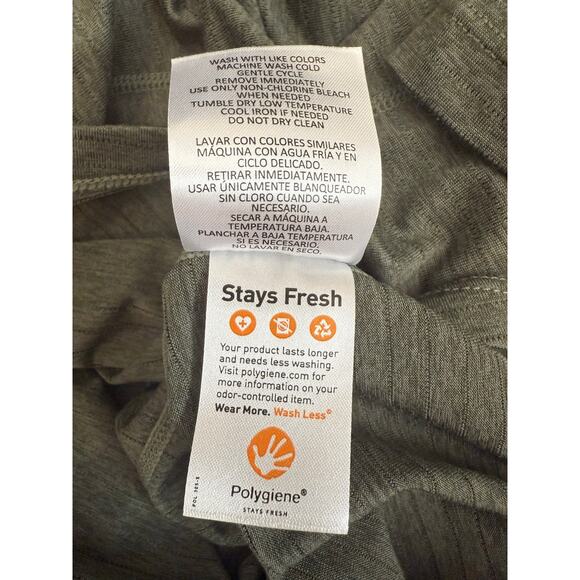 WASH WITH LIKE COLORS
MACHINE WASH COLD
GENTLE CYCLE
REMOVE IMMEDIATELY
USE ONLY NON-CHLORINE BLEACH
WHEN NEEDED
TUMBLE DRY LOW TEMPERATURE
COOL IRON IF NEEDED
DO NOT DRY CLEAN
LAVAR CON COLORES SIMILARES
MÁQUINA CON AGUA FRÍA Y EN
CICLO DELICADO.
RETIRAR INMEDIATAMENTE.
USAR ÚNICAMENTE BLANQUEADOR
SIN CLORO CUANDO SEA
NECESARIO.
SECAR A MÁQUINA A
TEMPERATURA BAJA.
PLANCHAR A BAJA TEMPERATURA
SI ES NECESARIO.
NO LAVAR EN SECO.
Stays Fresh
Your product lasts longer
and needs less washing.
Visit polygiene.com for
more information on your
odor-controlled item.
Wear More. Wash Less©
Polygiene®
STAYS FRESH